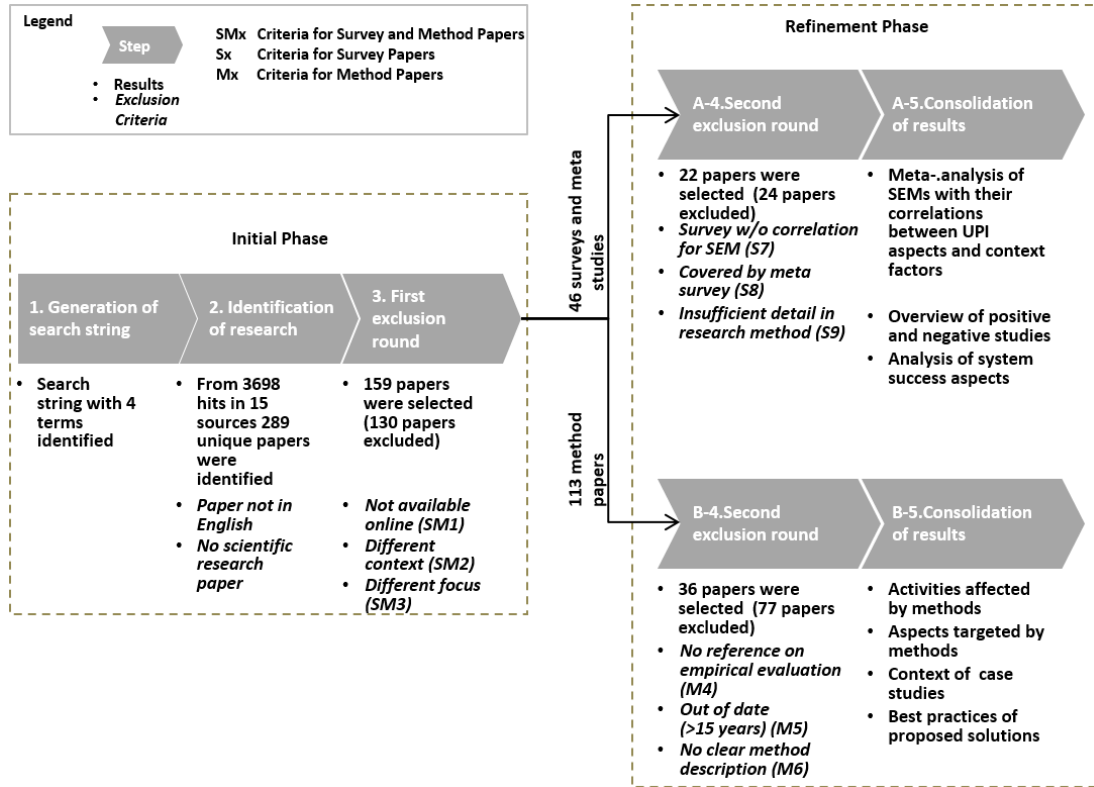 Legend
Step
• Results
• Exclusion
Criteria
SMx Criteria for Survey and Method Papers
Sx Criteria for Survey Papers
Mx Criteria for Method Papers
Initial Phase
1. Generation of
search string
• Search
string with 4
terms
identified
2. Identification
of research
• From 3698
hits in 15
sources 289
unique papers
were
identified
• Paper not in
English
• No scientific
research
paper
3. First
exclusion
round
• 159 papers
were selected
(130 papers
excluded)
• Not available
online (SM1)
• Different
context (SM2)
• Different focus
(SM3)
46 surveys and meta
studies
113 method
papers
Refinement Phase
A-4.Second
exclusion round
• 22 papers were
selected (24 papers
excluded)
• Survey w/o correlation
for SEM (S7)
• Covered by meta
survey (S8)
• Insufficient detail in
research method (S9)
A-5.Consolidation
of results
• Meta-.analysis of
SEMs with their
correlations
between UPI
aspects and context
factors
• Overview of positive
and negative studies
• Analysis of system
success aspects
B-4.Second
exclusion round
• 36 papers were
selected (77 papers
excluded)
• No reference on
empirical evaluation
(M4)
• Out of date
(>15 years) (M5)
• No clear method
description (M6)
B-5.Consolidation
of results
• Activities affected
by methods
• Aspects targeted by
methods
• Context of case
studies
• Best practices of
proposed solutions